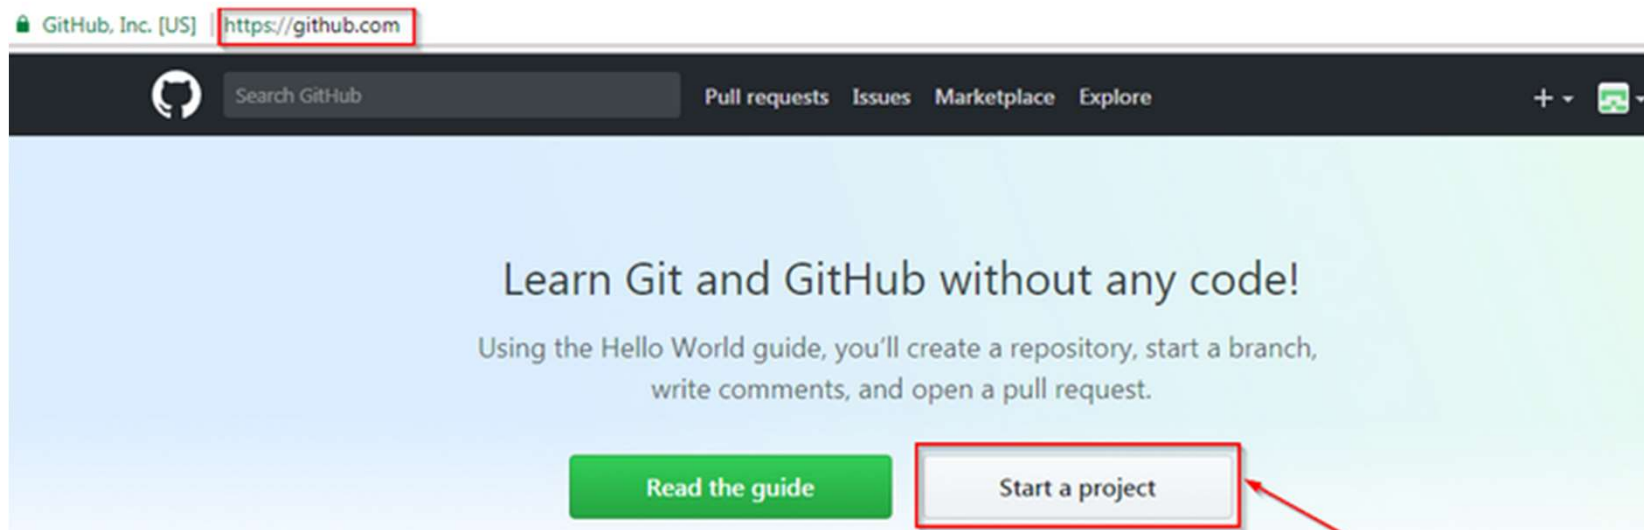 GitHub, Inc. [US] https://github.com
Search GitHub Pull requests Issues Marketplace Explore
Learn Git and GitHub without any code!
Using the Hello World guide, you'll create a repository, start a branch,
write comments, and open a pull request.
Read the guide Start a project